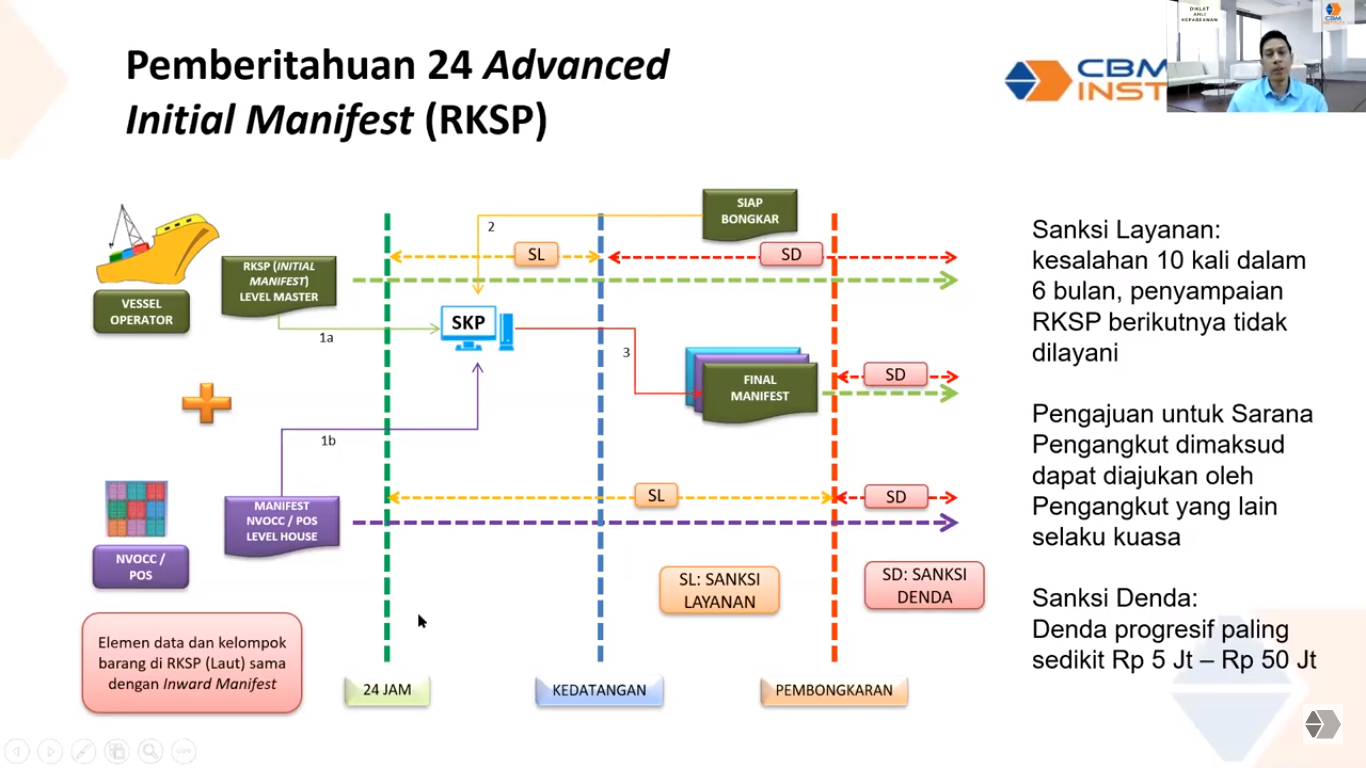 Pemberitahuan 24 Advanced
Initial Manifest (RKSP)
CBM
INST
DIKLAT
AHLI
KEPABEANAN
CBM
SIAP
BONGKAR
2
SL
SD
RKSP (INITIAL
MANIFEST)
LEVEL MASTER
VESSEL
OPERATOR
1a
SKP
3
FINAL
MANIFEST
SD
1b
MANIFEST
NVOCC / POS
LEVEL HOUSE
SL
SD
NVOCC /
POS
SL: SANKSI
LAYANAN
SD: SANKSI
DENDA
Elemen data dan kelompok
barang di RKSP (Laut) sama
dengan Inward Manifest
24 JAM
KEDATANGAN
PEMBONGKARAN
Sanksi Layanan:
kesalahan 10 kali dalam
6 bulan, penyampaian
RKSP berikutnya tidak
dilayani
Pengajuan untuk Sarana
Pengangkut dimaksud
dapat diajukan oleh
Pengangkut yang lain
selaku kuasa
Sanksi Denda:
Denda progresif paling
sedikit Rp 5 Jt – Rp 50 Jt